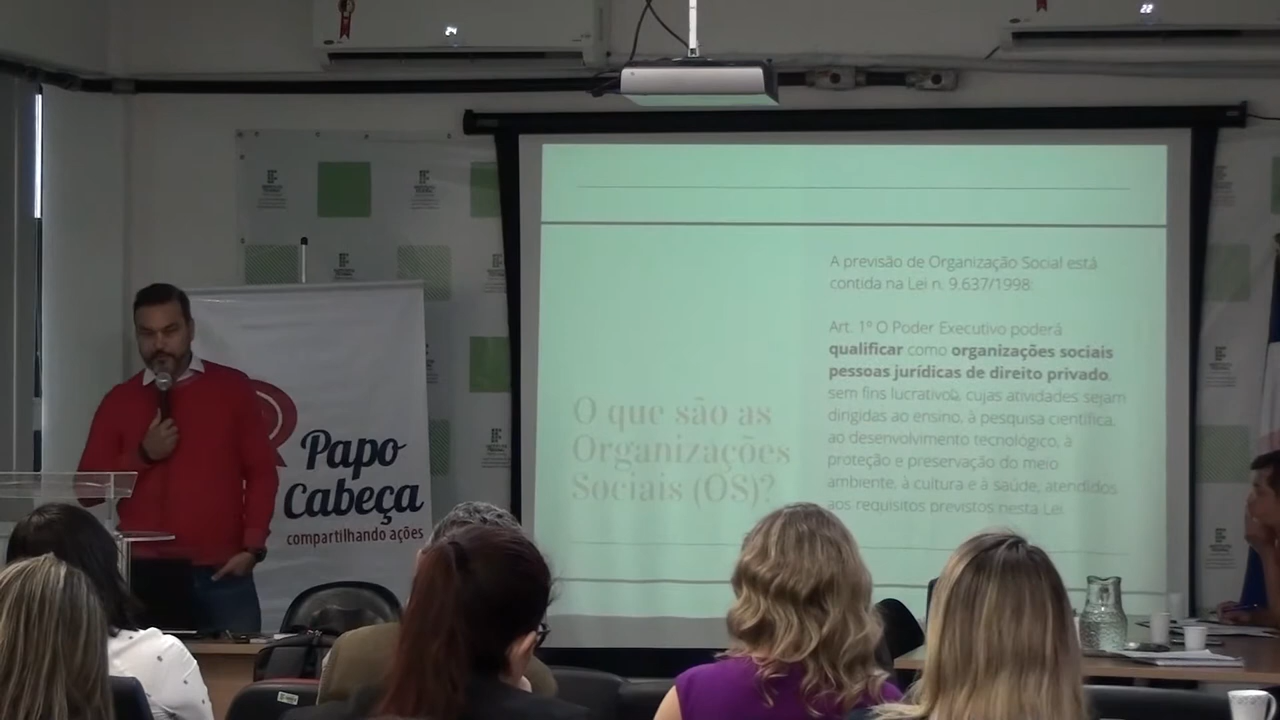 24
22
A previsão de Organização Social está
contida na Lei n. 9.637/1998:
Art. 1º O Poder Executivo poderá
qualificar como organizações sociais
pessoas jurídicas de direito privado,
sem fins lucrativos, cujas atividades sejam
dirigidas ao ensino, à pesquisa científica,
ao desenvolvimento tecnológico, à
proteção e preservação do meio
ambiente, à cultura e à saúde, atendidos
aos requisitos previstos nesta Lei.
O que são as
Organizações
Sociais (OS)?
Papo
Cabeça
compartilhando ações